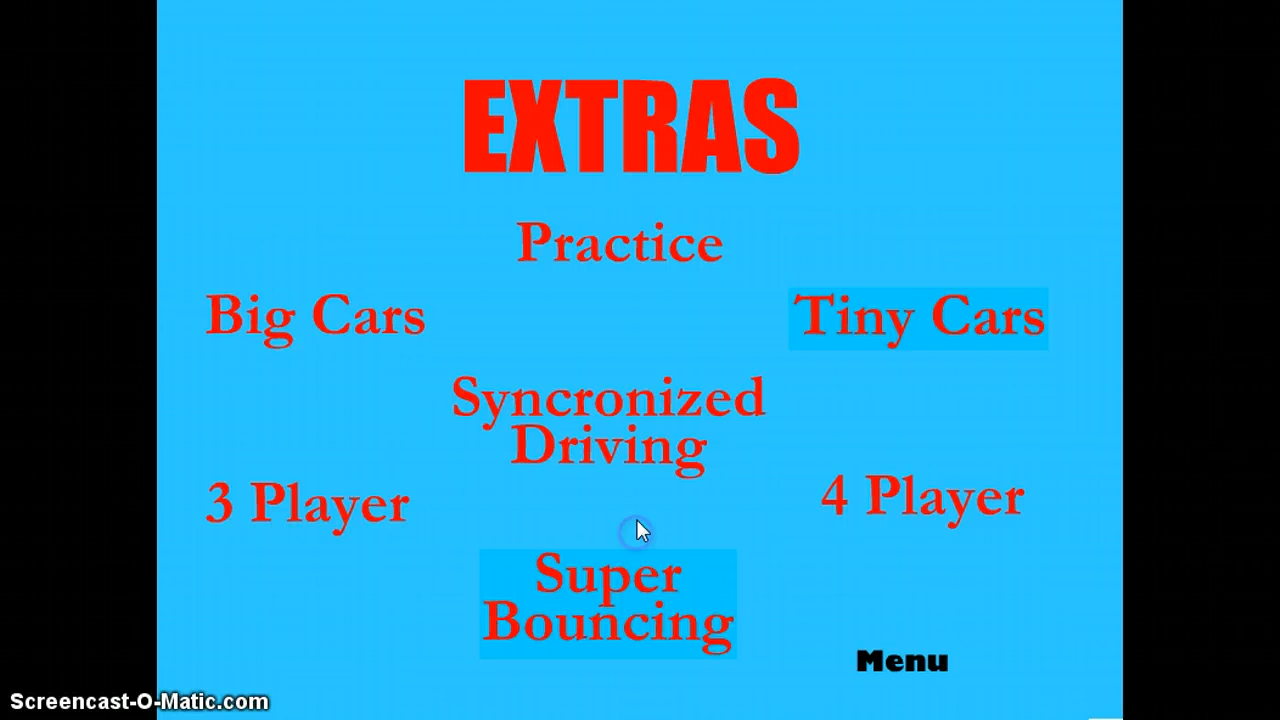 EXTRAS
Practice
Big Cars
Tiny Cars
Syncronized
Driving
3 Player
4 Player
Super
Bouncing
Menu
Screencast-O-Matic.com